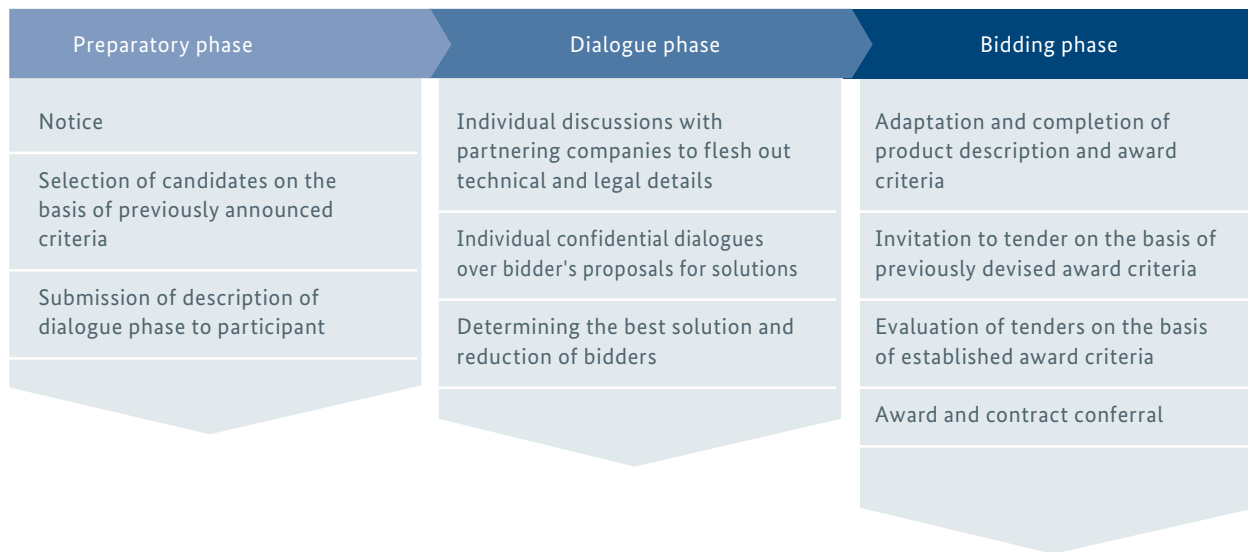 Preparatory phase
Dialogue phase
Bidding phase
Notice
Selection of candidates on the
basis of previously announced
criteria
Submission of description of
dialogue phase to participant
Individual discussions with
partnering companies to flesh out
technical and legal details
Individual confidential dialogues
over bidder's proposals for solutions
Determining the best solution and
reduction of bidders
Adaptation and completion of
product description and award
criteria
Invitation to tender on the basis of
previously devised award criteria
Evaluation of tenders on the basis
of established award criteria
Award and contract conferral